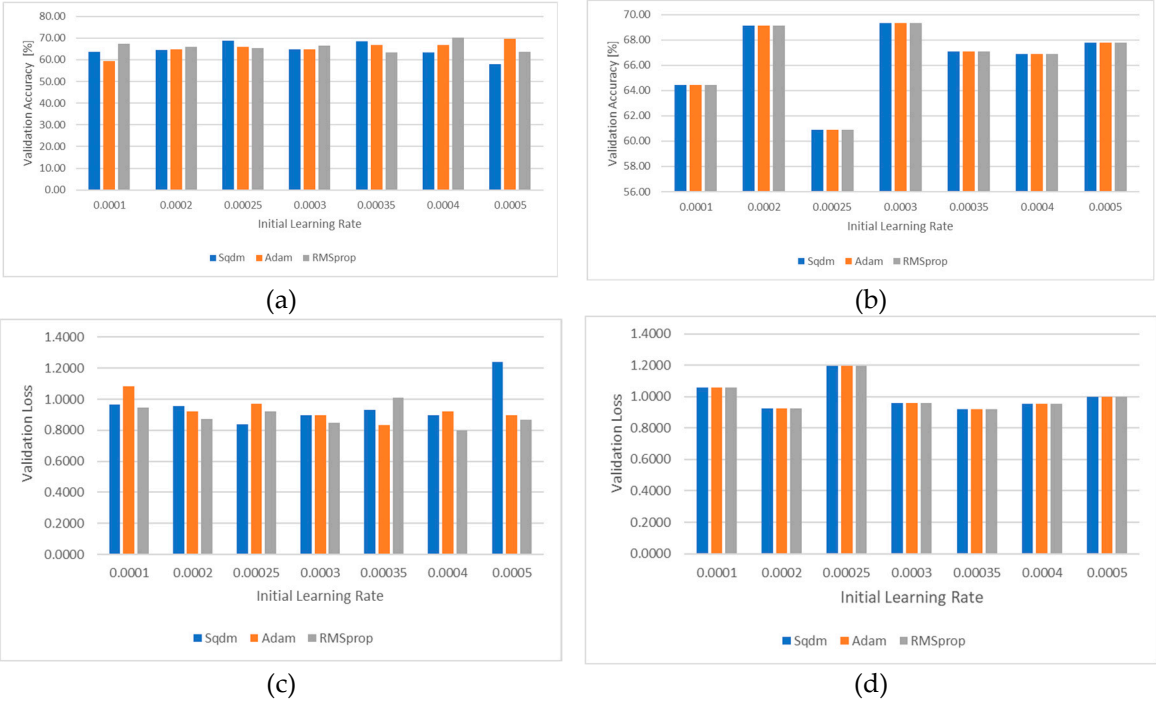 Validation Accuracy [%]
80.00
70.00
60.00
50.00
40.00
30.00
20.00
10.00
0.00
0.0001 0.0002 0.00025 0.0003 0.00035 0.0004 0.0005
Initial Learning Rate
Sqdm Adam RMSprop
(a)
Validation Accuracy [%]
70.00
68.00
66.00
64.00
62.00
60.00
58.00
56.00
0.0001 0.0002 0.00025 0.0003 0.00035 0.0004 0.0005
Initial Learning Rate
Sqdm Adam RMSprop
(b)
Validation Loss
1.4000
1.2000
1.0000
0.8000
0.6000
0.4000
0.2000
0.0000
0.0001 0.0002 0.00025 0.0003 0.00035 0.0004 0.0005
Initial Learning Rate
Sqdm Adam RMSprop
(c)
Validation Loss
1.4000
1.2000
1.0000
0.8000
0.6000
0.4000
0.2000
0.0000
0.0001 0.0002 0.00025 0.0003 0.00035 0.0004 0.0005
Initial Learning Rate
Sqdm Adam RMSprop
(d)